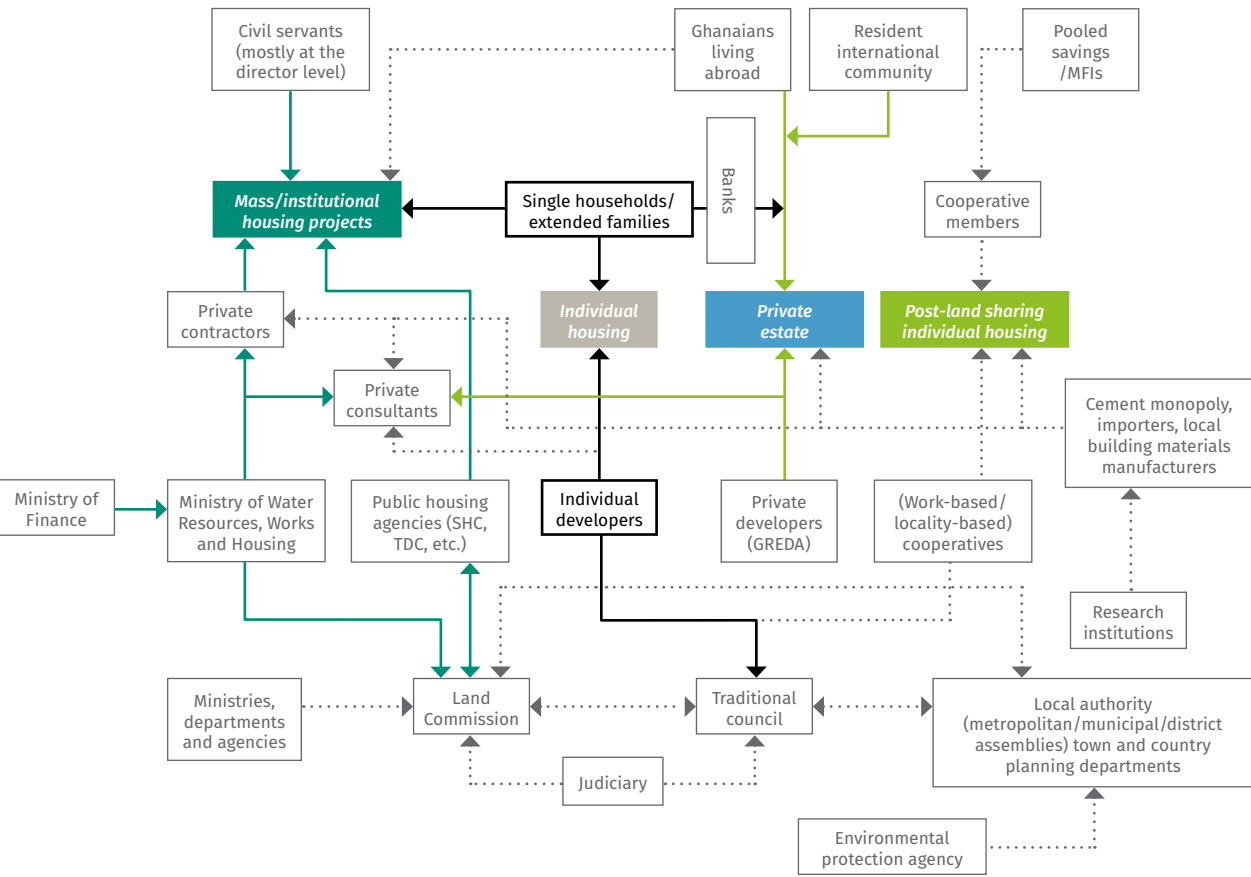 Civil servants
(mostly at the
director level)
Ghanaians
living
abroad
Resident
international
community
Pooled
savings
/MFIs
Mass/institutional
housing projects
Single households/
extended families
Banks
Cooperative
members
Private
contractors
Individual
housing
Private
estate
Post-land sharing
individual housing
Private
consultants
Cement monopoly,
importers, local
building materials
manufacturers
Ministry of
Finance
Ministry of Water
Resources, Works
and Housing
Public housing
agencies (SHC,
TDC, etc.)
Individual
developers
Private
developers
(GREDA)
(Work-based/
locality-based)
cooperatives
Research
institutions
Ministries,
departments
and agencies
Land
Commission
Traditional
council
Local authority
(metropolitan/municipal/district
assemblies) town and country
planning departments
Judiciary
Environmental
protection agency